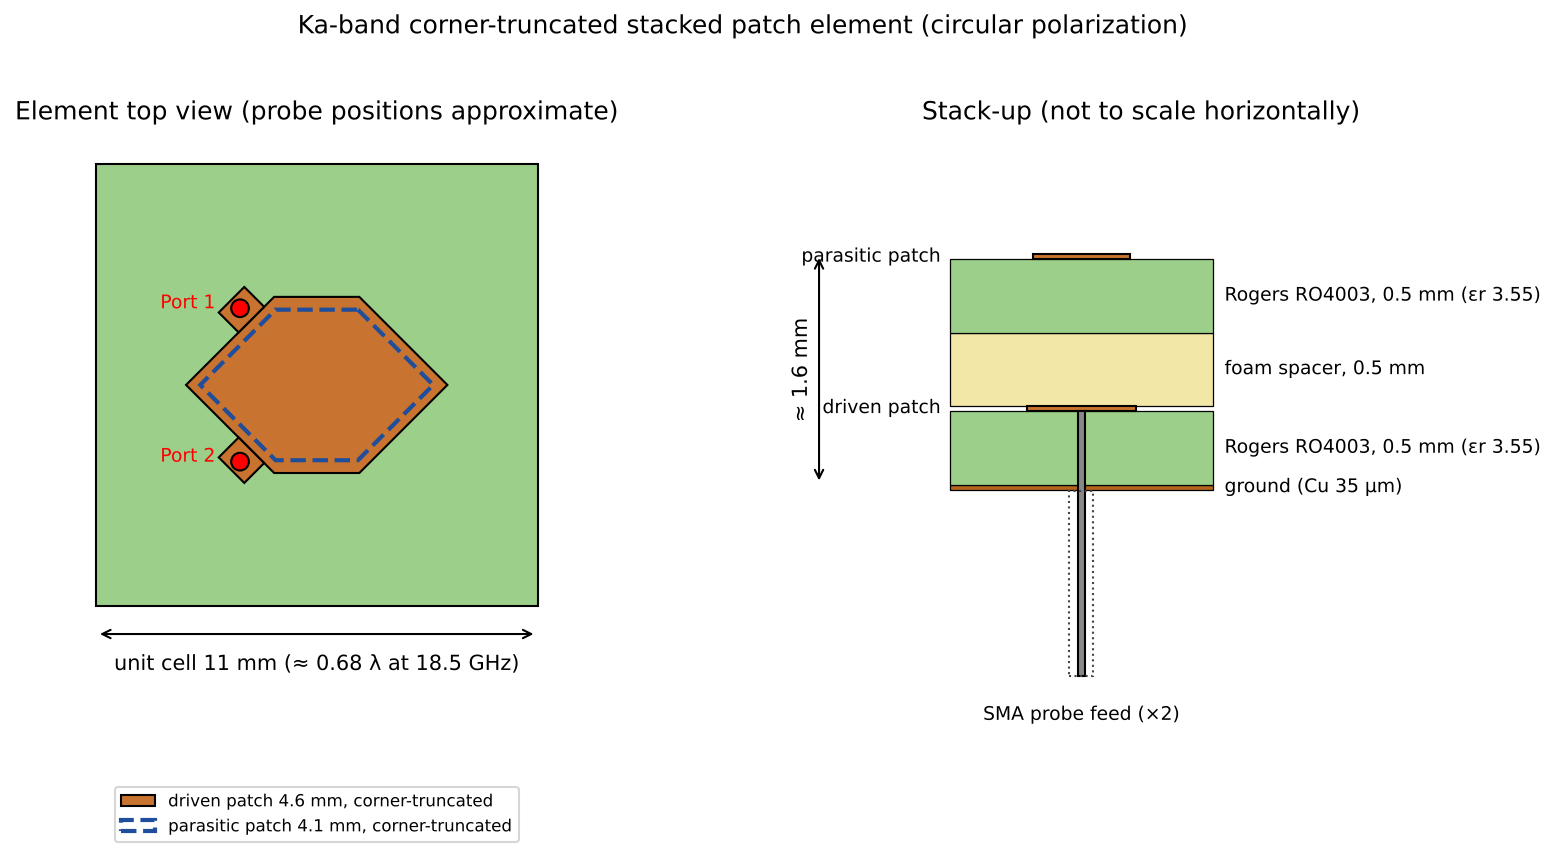 Ka-band corner-truncated stacked patch element (circular polarization)
Element top view (probe positions approximate)
Port 1
Port 2
unit cell 11 mm (≈ 0.68 λ at 18.5 GHz)
driven patch 4.6 mm, corner-truncated
parasitic patch 4.1 mm, corner-truncated
Stack-up (not to scale horizontally)
parasitic patch
Rogers RO4003, 0.5 mm (εr 3.55)
≈ 1.6 mm
foam spacer, 0.5 mm
driven patch
Rogers RO4003, 0.5 mm (εr 3.55)
ground (Cu 35 μm)
SMA probe feed (×2)